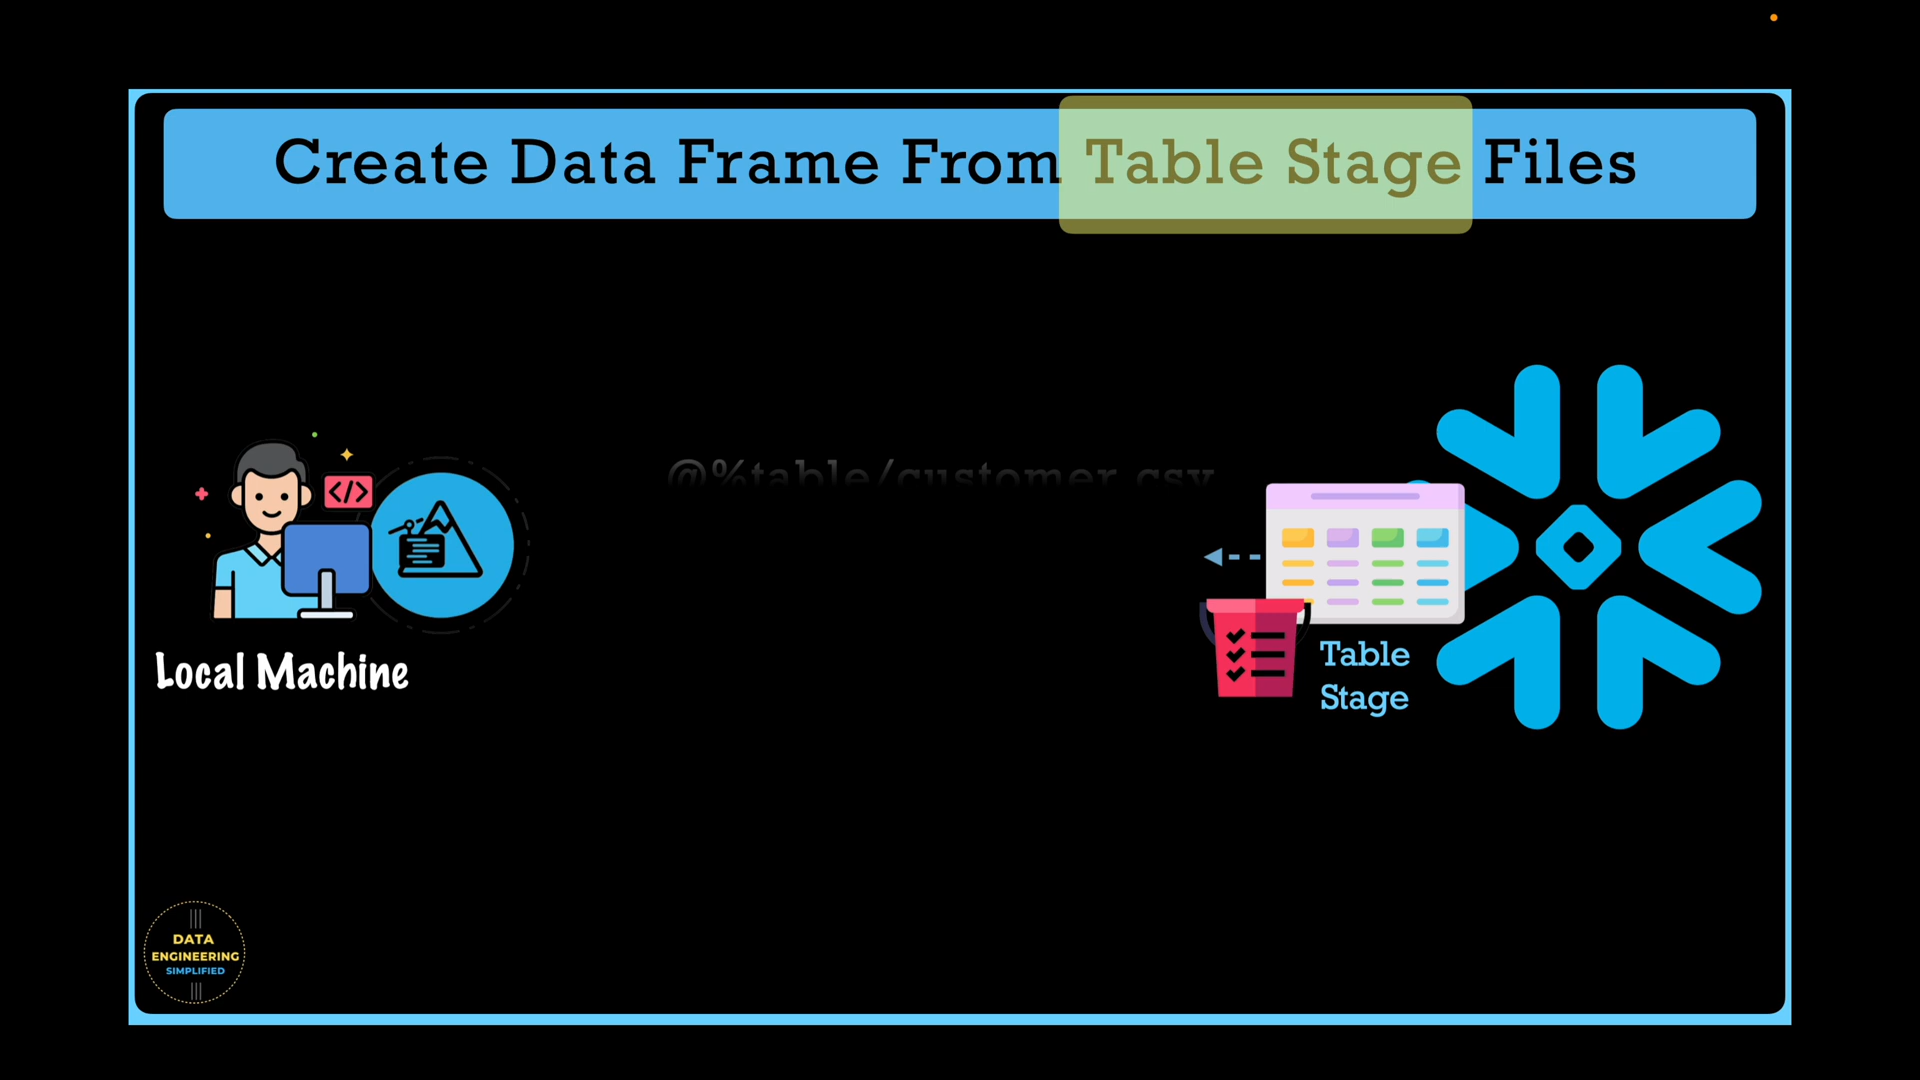 Create Data Frame From Table Stage Files
@%table/customer.csv
</>
Local Machine
Table
Stage
DATA
ENGINEERING
SIMPLIFIED